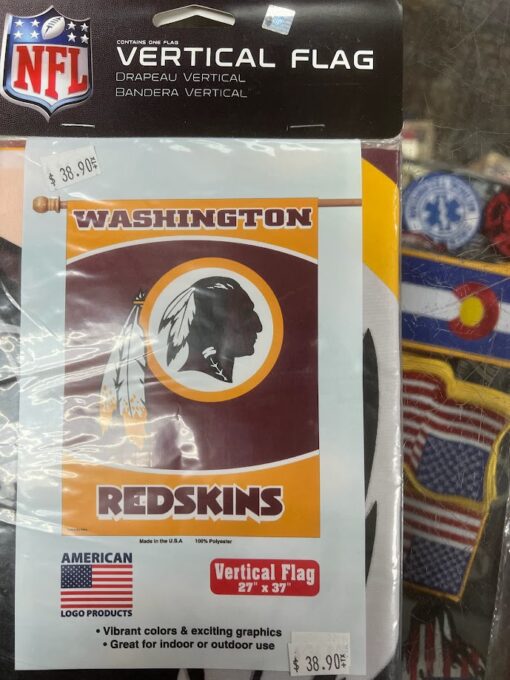 CONTAINS ONE FLAG
NFL
VERTICAL FLAG
DRAPEAU VERTICAL
BANDERA VERTICAL
$ 38.90
WASHINGTON
REDSKINS
Made in the U.S.A 100% Polyester
AMERICAN
LOGO PRODUCTS
Vertical Flag
27" x 37"
• Vibrant colors & exciting graphics
• Great for indoor or outdoor use
$ 38.90 +TX